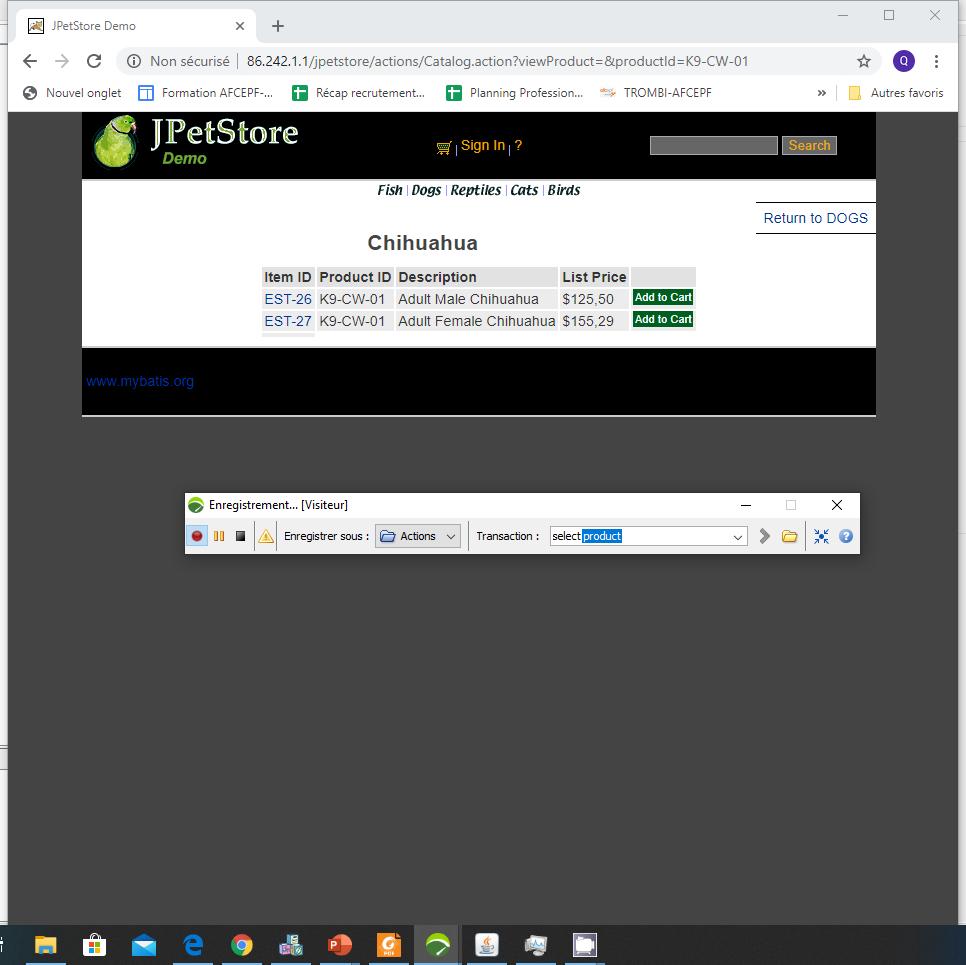 JPetStore Demo
Non sécurisé 86.242.1.1/jpetstore/actions/Catalog.action?viewProduct=&productId=K9-CW-01 Q
Nouvel onglet Formation AFCEPF-... Récap recrutement... Planning Profession... TROMBI-AFCEPF » Autres favoris
JPetStore
Demo
Sign In ? Search
Fish Dogs Reptiles Cats Birds
Return to DOGS
Chihuahua
Item ID Product ID Description List Price
EST-26 K9-CW-01 Adult Male Chihuahua $125,50 Add to Cart
EST-27 K9-CW-01 Adult Female Chihuahua $155,29 Add to Cart
www.mybatis.org
Enregistrement... [Visiteur]
Enregistrer sous : Actions Transaction : select product ?